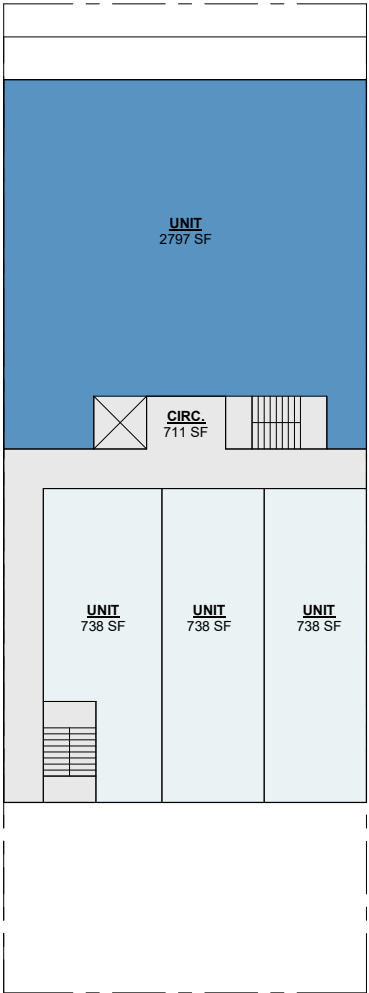 UNIT
2797 SF
CIRC.
711 SF
UNIT
738 SF
UNIT
738 SF
UNIT
738 SF